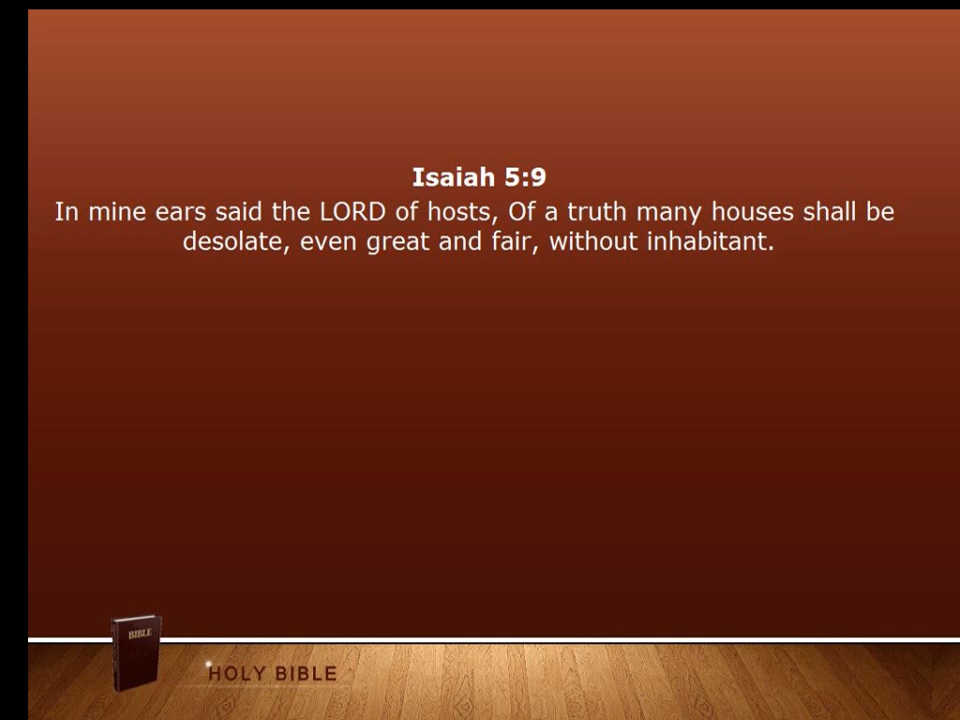 Isaiah 5:9
In mine ears said the LORD of hosts, Of a truth many houses shall be
desolate, even great and fair, without inhabitant.
BIBLE
HOLY BIBLE